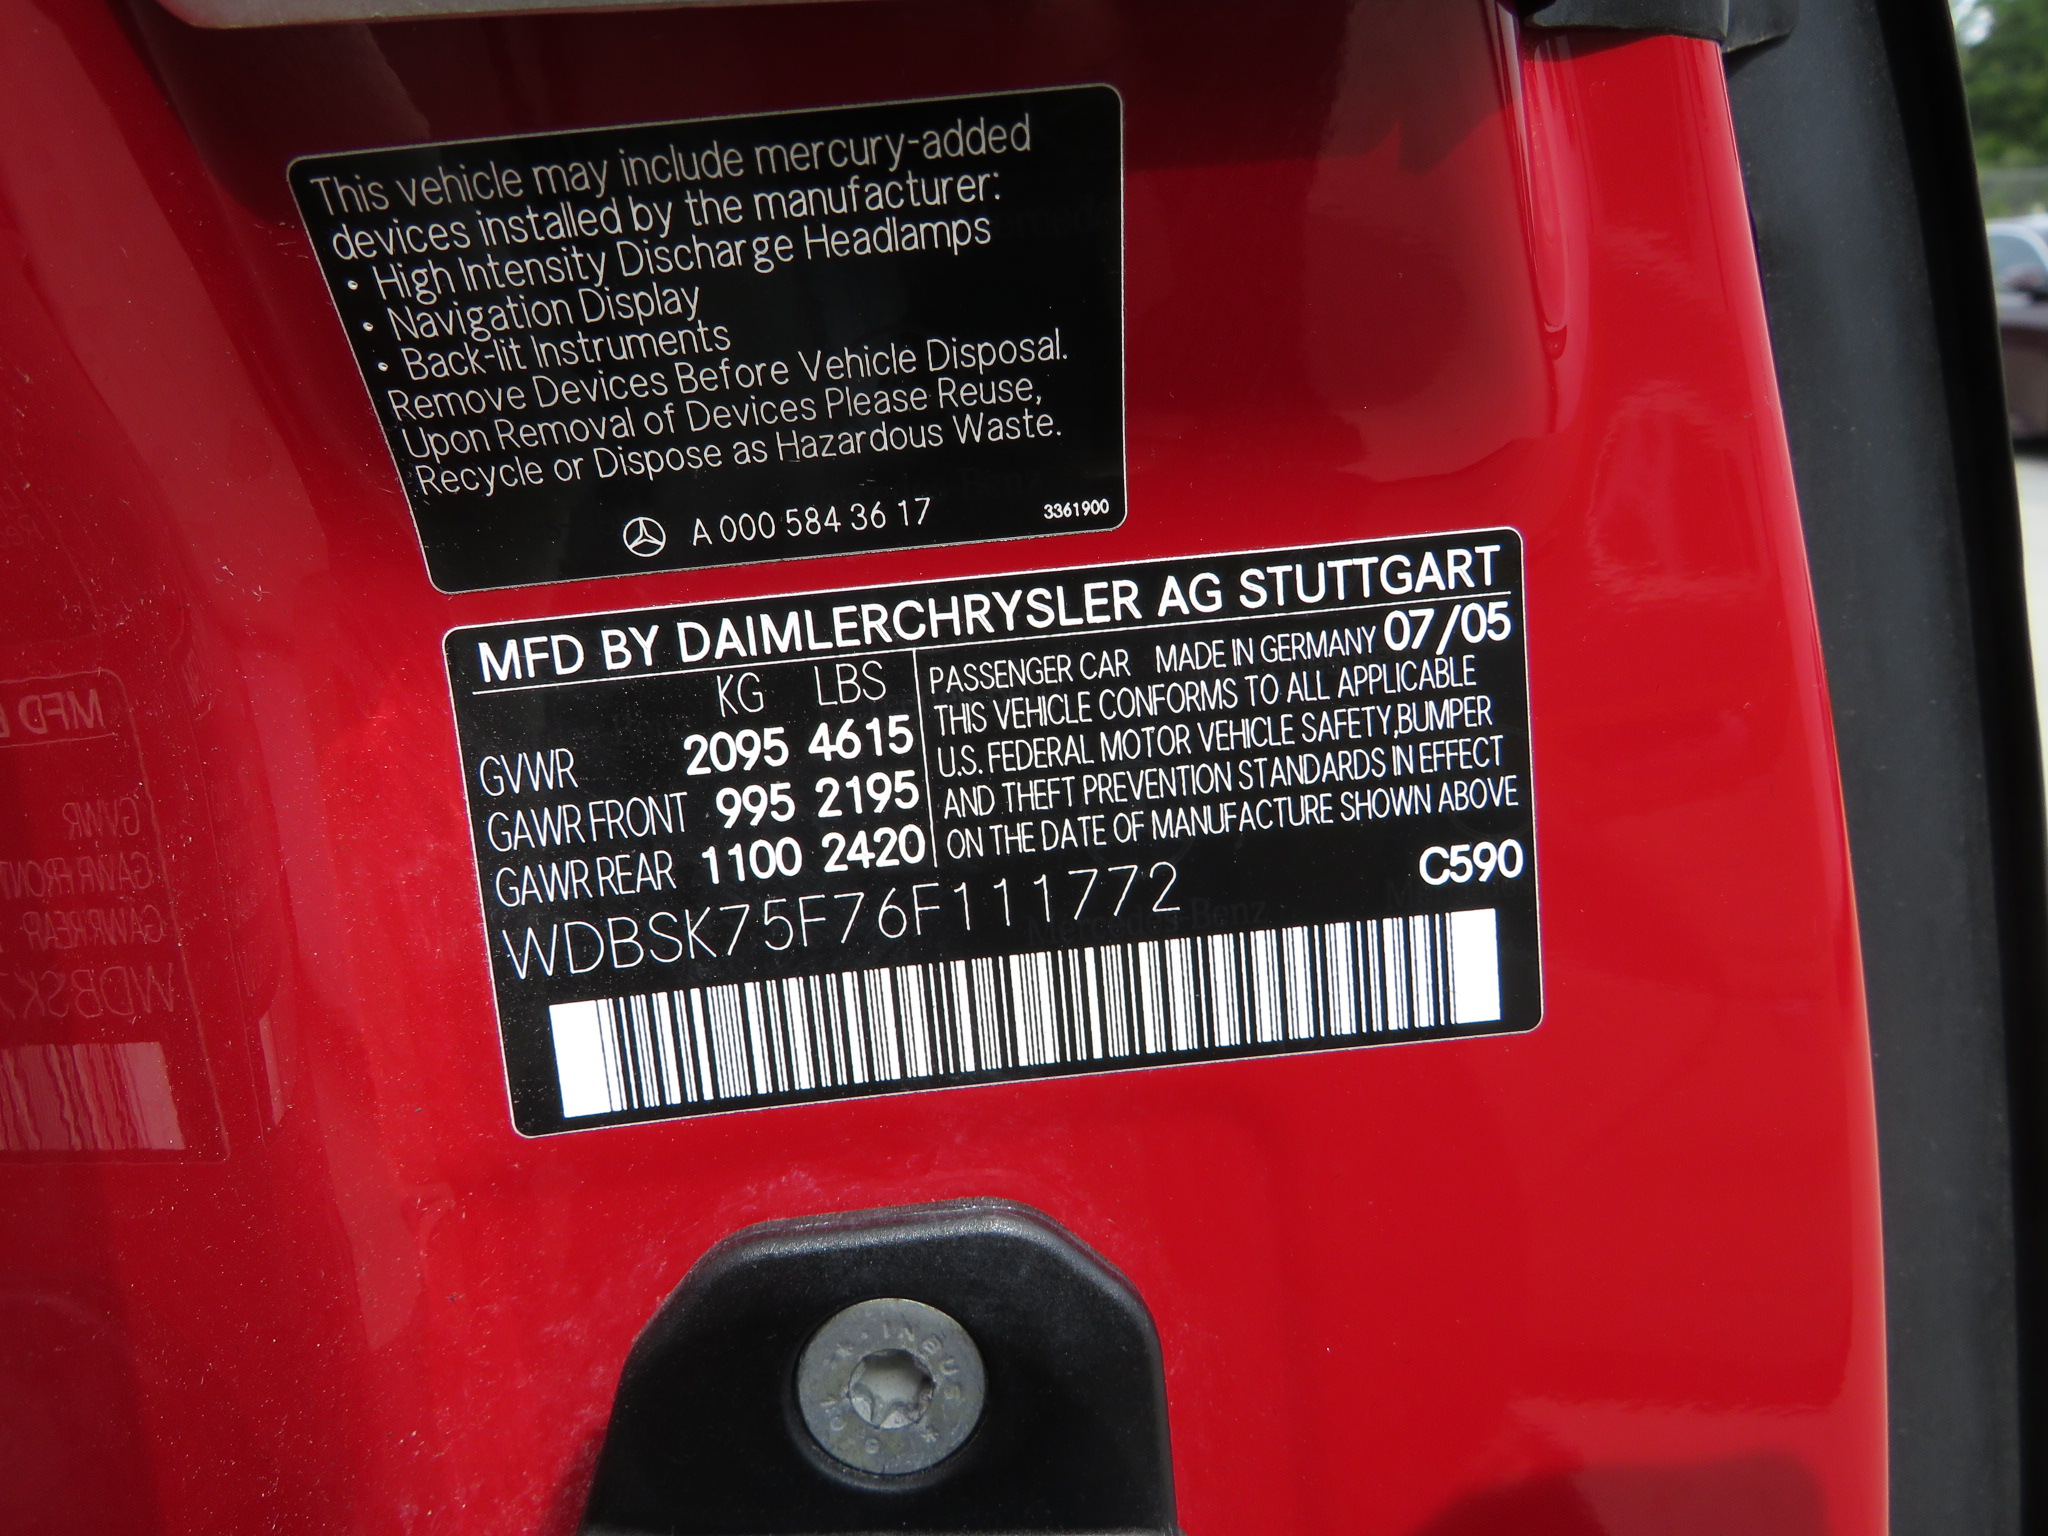 This vehicle may include mercury-added
devices installed by the manufacturer:
• High Intensity Discharge Headlamps
• Navigation Display
• Back-lit Instruments
Remove Devices Before Vehicle Disposal.
Upon Removal of Devices Please Reuse,
Recycle or Dispose as Hazardous Waste.
A 000 584 36 17 3361900
MFD BY DAIMLERCHRYSLER AG STUTTGART
KG LBS
GVWR 2095 4615
GAWR FRONT 995 2195
GAWR REAR 1100 2420
PASSENGER CAR MADE IN GERMANY 07/05
THIS VEHICLE CONFORMS TO ALL APPLICABLE
U.S. FEDERAL MOTOR VEHICLE SAFETY,BUMPER
AND THEFT PREVENTION STANDARDS IN EFFECT
ON THE DATE OF MANUFACTURE SHOWN ABOVE
C590
WDBSK75F76F111772
INBUS